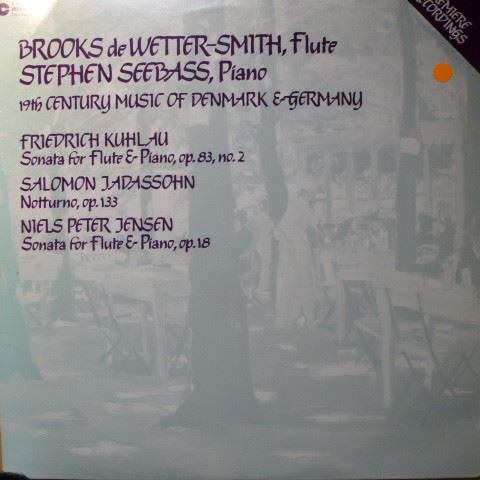 PREMIERE
RECORDINGS
BROOKS deWETTER-SMITH, Flute
STEPHEN SEEBASS, Piano
19th CENTURY MUSIC OF DENMARK & GERMANY
FRIEDRICH KUHLAU
Sonata for Flute & Piano, op. 83, no. 2
SALOMON JADASSOHN
Notturno, op. 133
NIELS PETER JENSEN
Sonata for Flute & Piano, op. 18